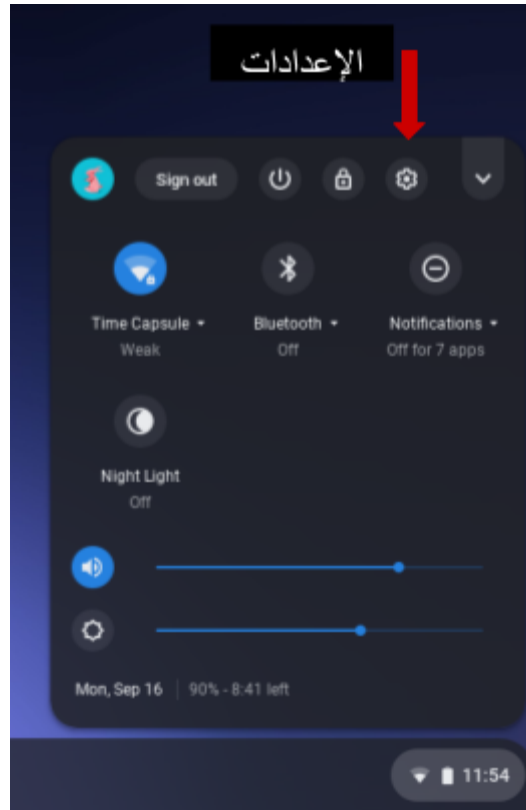 الإعدادات
Sign out
Time Capsule Bluetooth Notifications
Weak Off Off for 7 apps
Night Light
Off
Mon, Sep 16 90% - 8:41 left
11:54